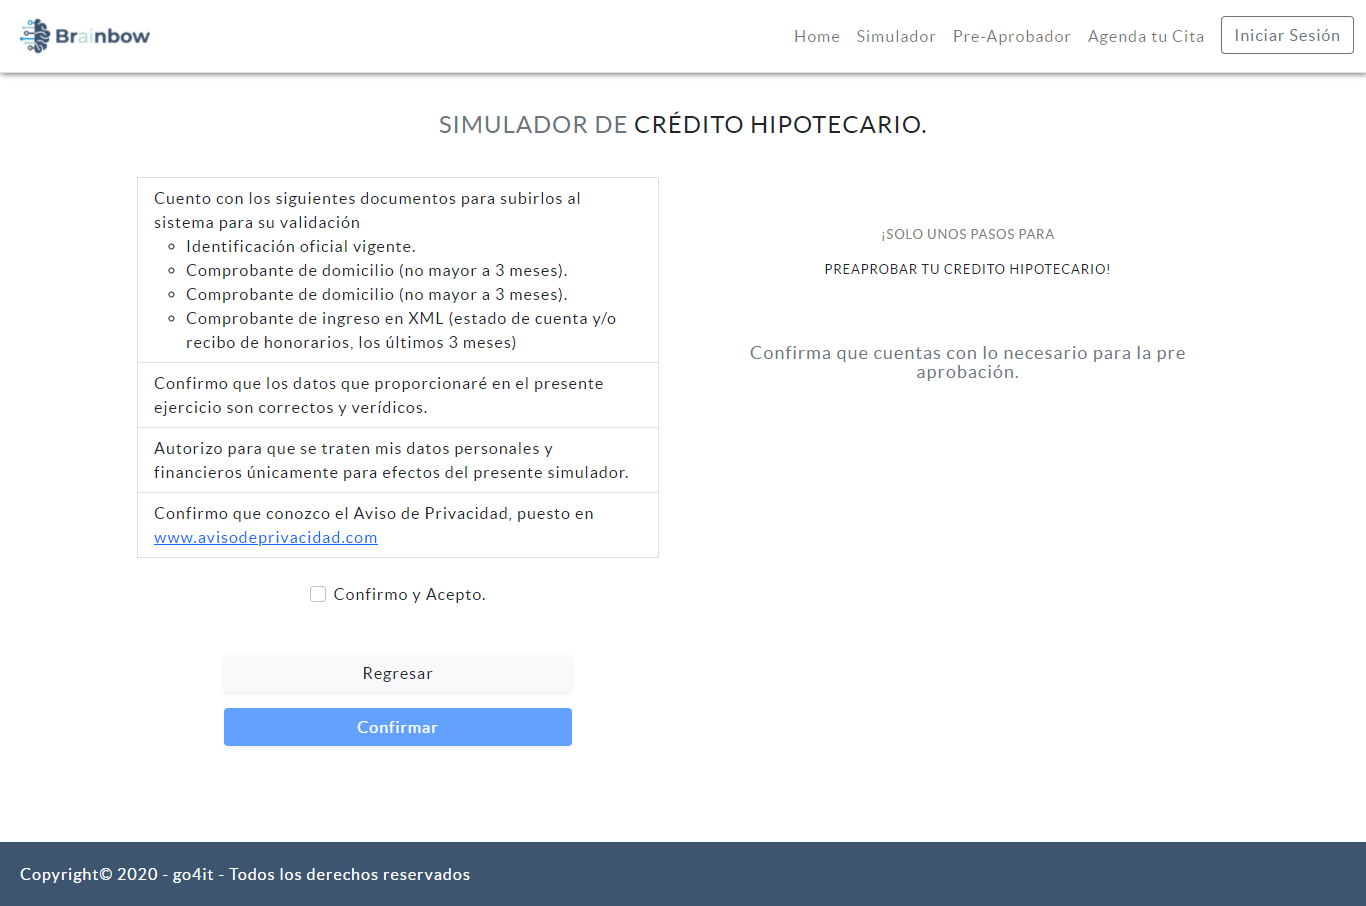 Brainbow
Home Simulador Pre-Aprobador Agenda tu Cita Iniciar Sesión
SIMULADOR DE CRÉDITO HIPOTECARIO.
Cuento con los siguientes documentos para subirlos al
sistema para su validación
Identificación oficial vigente.
Comprobante de domicilio (no mayor a 3 meses).
Comprobante de domicilio (no mayor a 3 meses).
Comprobante de ingreso en XML (estado de cuenta y/o
recibo de honorarios, los últimos 3 meses)
Confirmo que los datos que proporcionaré en el presente
ejercicio son correctos y verídicos.
Autorizo para que se traten mis datos personales y
financieros únicamente para efectos del presente simulador.
Confirmo que conozco el Aviso de Privacidad, puesto en
www.avisodeprivacidad.com
Confirmo y Acepto.
Regresar
Confirmar
¡SOLO UNOS PASOS PARA
PREAPROBAR TU CREDITO HIPOTECARIO!
Confirma que cuentas con lo necesario para la pre
aprobación.
Copyright© 2020 - go4it - Todos los derechos reservados